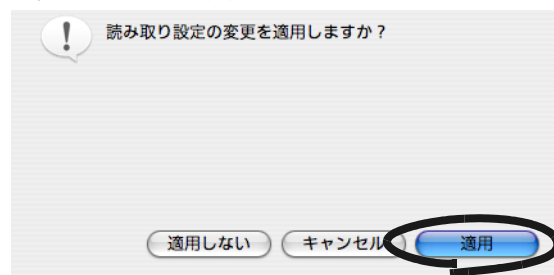 読み取り設定の変更を適用しますか？
適用しない キャンセル 適用